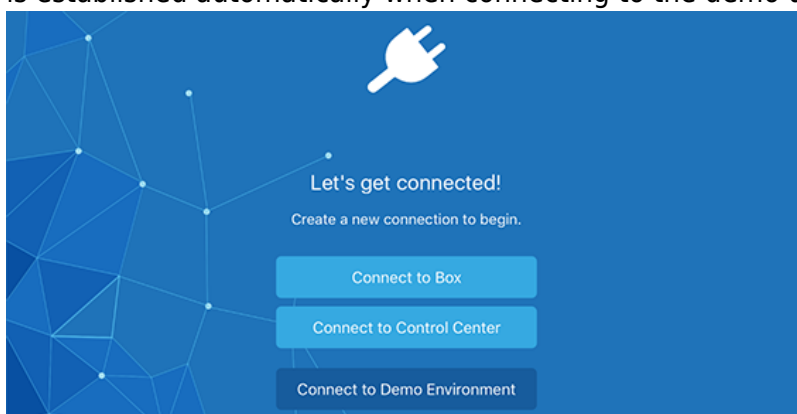 is established automatically when connecting to the demo
Let's get connected!
Create a new connection to begin.
Connect to Box
Connect to Control Center
Connect to Demo Environment